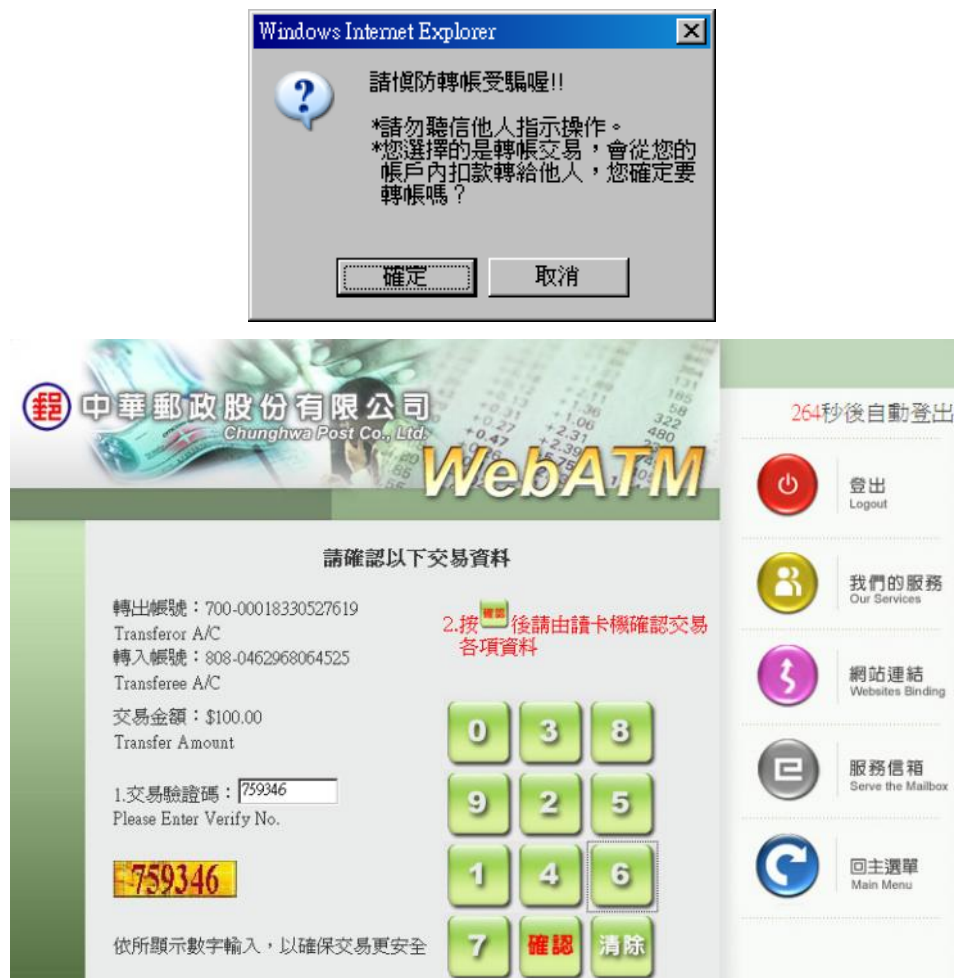 Windows Internet Explorer
請慎防轉帳受騙喔!!
*請勿聽信他人指示操作。
*您選擇的是轉帳交易，會從您的
帳戶內扣款轉給他人，您確定要
轉帳嗎？
確定
取消
郵
中華郵政股份有限公司
Chunghwa Post Co., Ltd.
WebATM
264秒後自動登出
登出
Logout
我們的服務
Our Services
網站連結
Websites Binding
服務信箱
Serve the Mailbox
回主選單
Main Menu
請確認以下交易資料
轉出帳號：700-00018330527619
Transferor A/C
轉入帳號：808-0462968064525
Transferee A/C
交易金額：$100.00
Transfer Amount
1.交易驗證碼：759346
Please Enter Verify No.
759346
依所顯示數字輸入，以確保交易更安全
2.按確認後請由讀卡機確認交易
各項資料
0 3 8
9 2 5
1 4 6
7 確認 清除